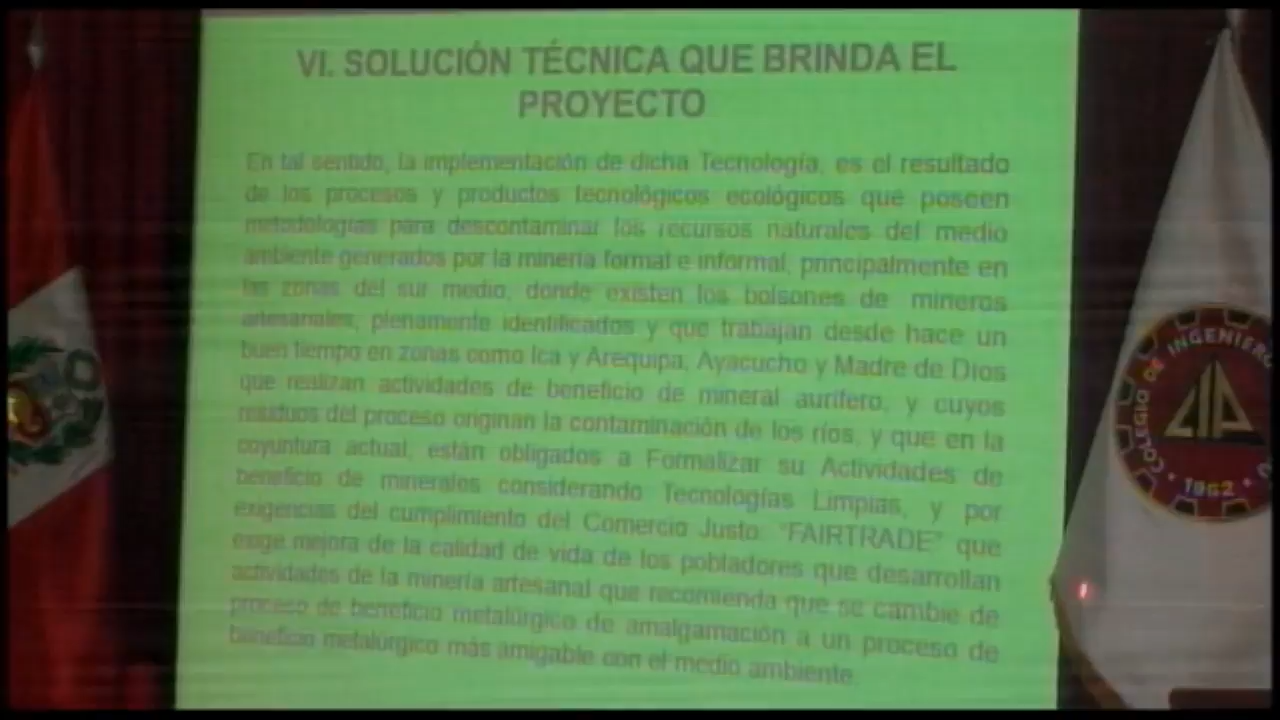 VI. SOLUCIÓN TÉCNICA QUE BRINDA EL
PROYECTO
En tal sentido, la implementación de dicha Tecnología, es el resultado
de los procesos y productos tecnológicos ecológicos que poseen
metodologías para descontaminar los recursos naturales del medio
ambiente generados por la minería formal e informal, principalmente en
las zonas del sur medio, donde existen los bolsones de mineros
artesanales, plenamente identificados y que trabajan desde hace un
buen tiempo en zonas como Ica y Arequipa, Ayacucho y Madre de Dios
que realizan actividades de beneficio de mineral aurífero, y cuyos
residuos del proceso originan la contaminación de los ríos, y que en la
coyuntura actual, están obligados a Formalizar su Actividades de
beneficio de minerales considerando Tecnologías Limpias, y por
exigencias del cumplimiento del Comercio Justo "FAIRTRADE" que
exige mejora de la calidad de vida de los pobladores que desarrollan
actividades de la minería artesanal que recomienda que se cambie de
proceso de beneficio metalúrgico de amalgamación a un proceso de
beneficio metalúrgico más amigable con el medio ambiente
COLEGIO DE INGENIERO
CIP
1962